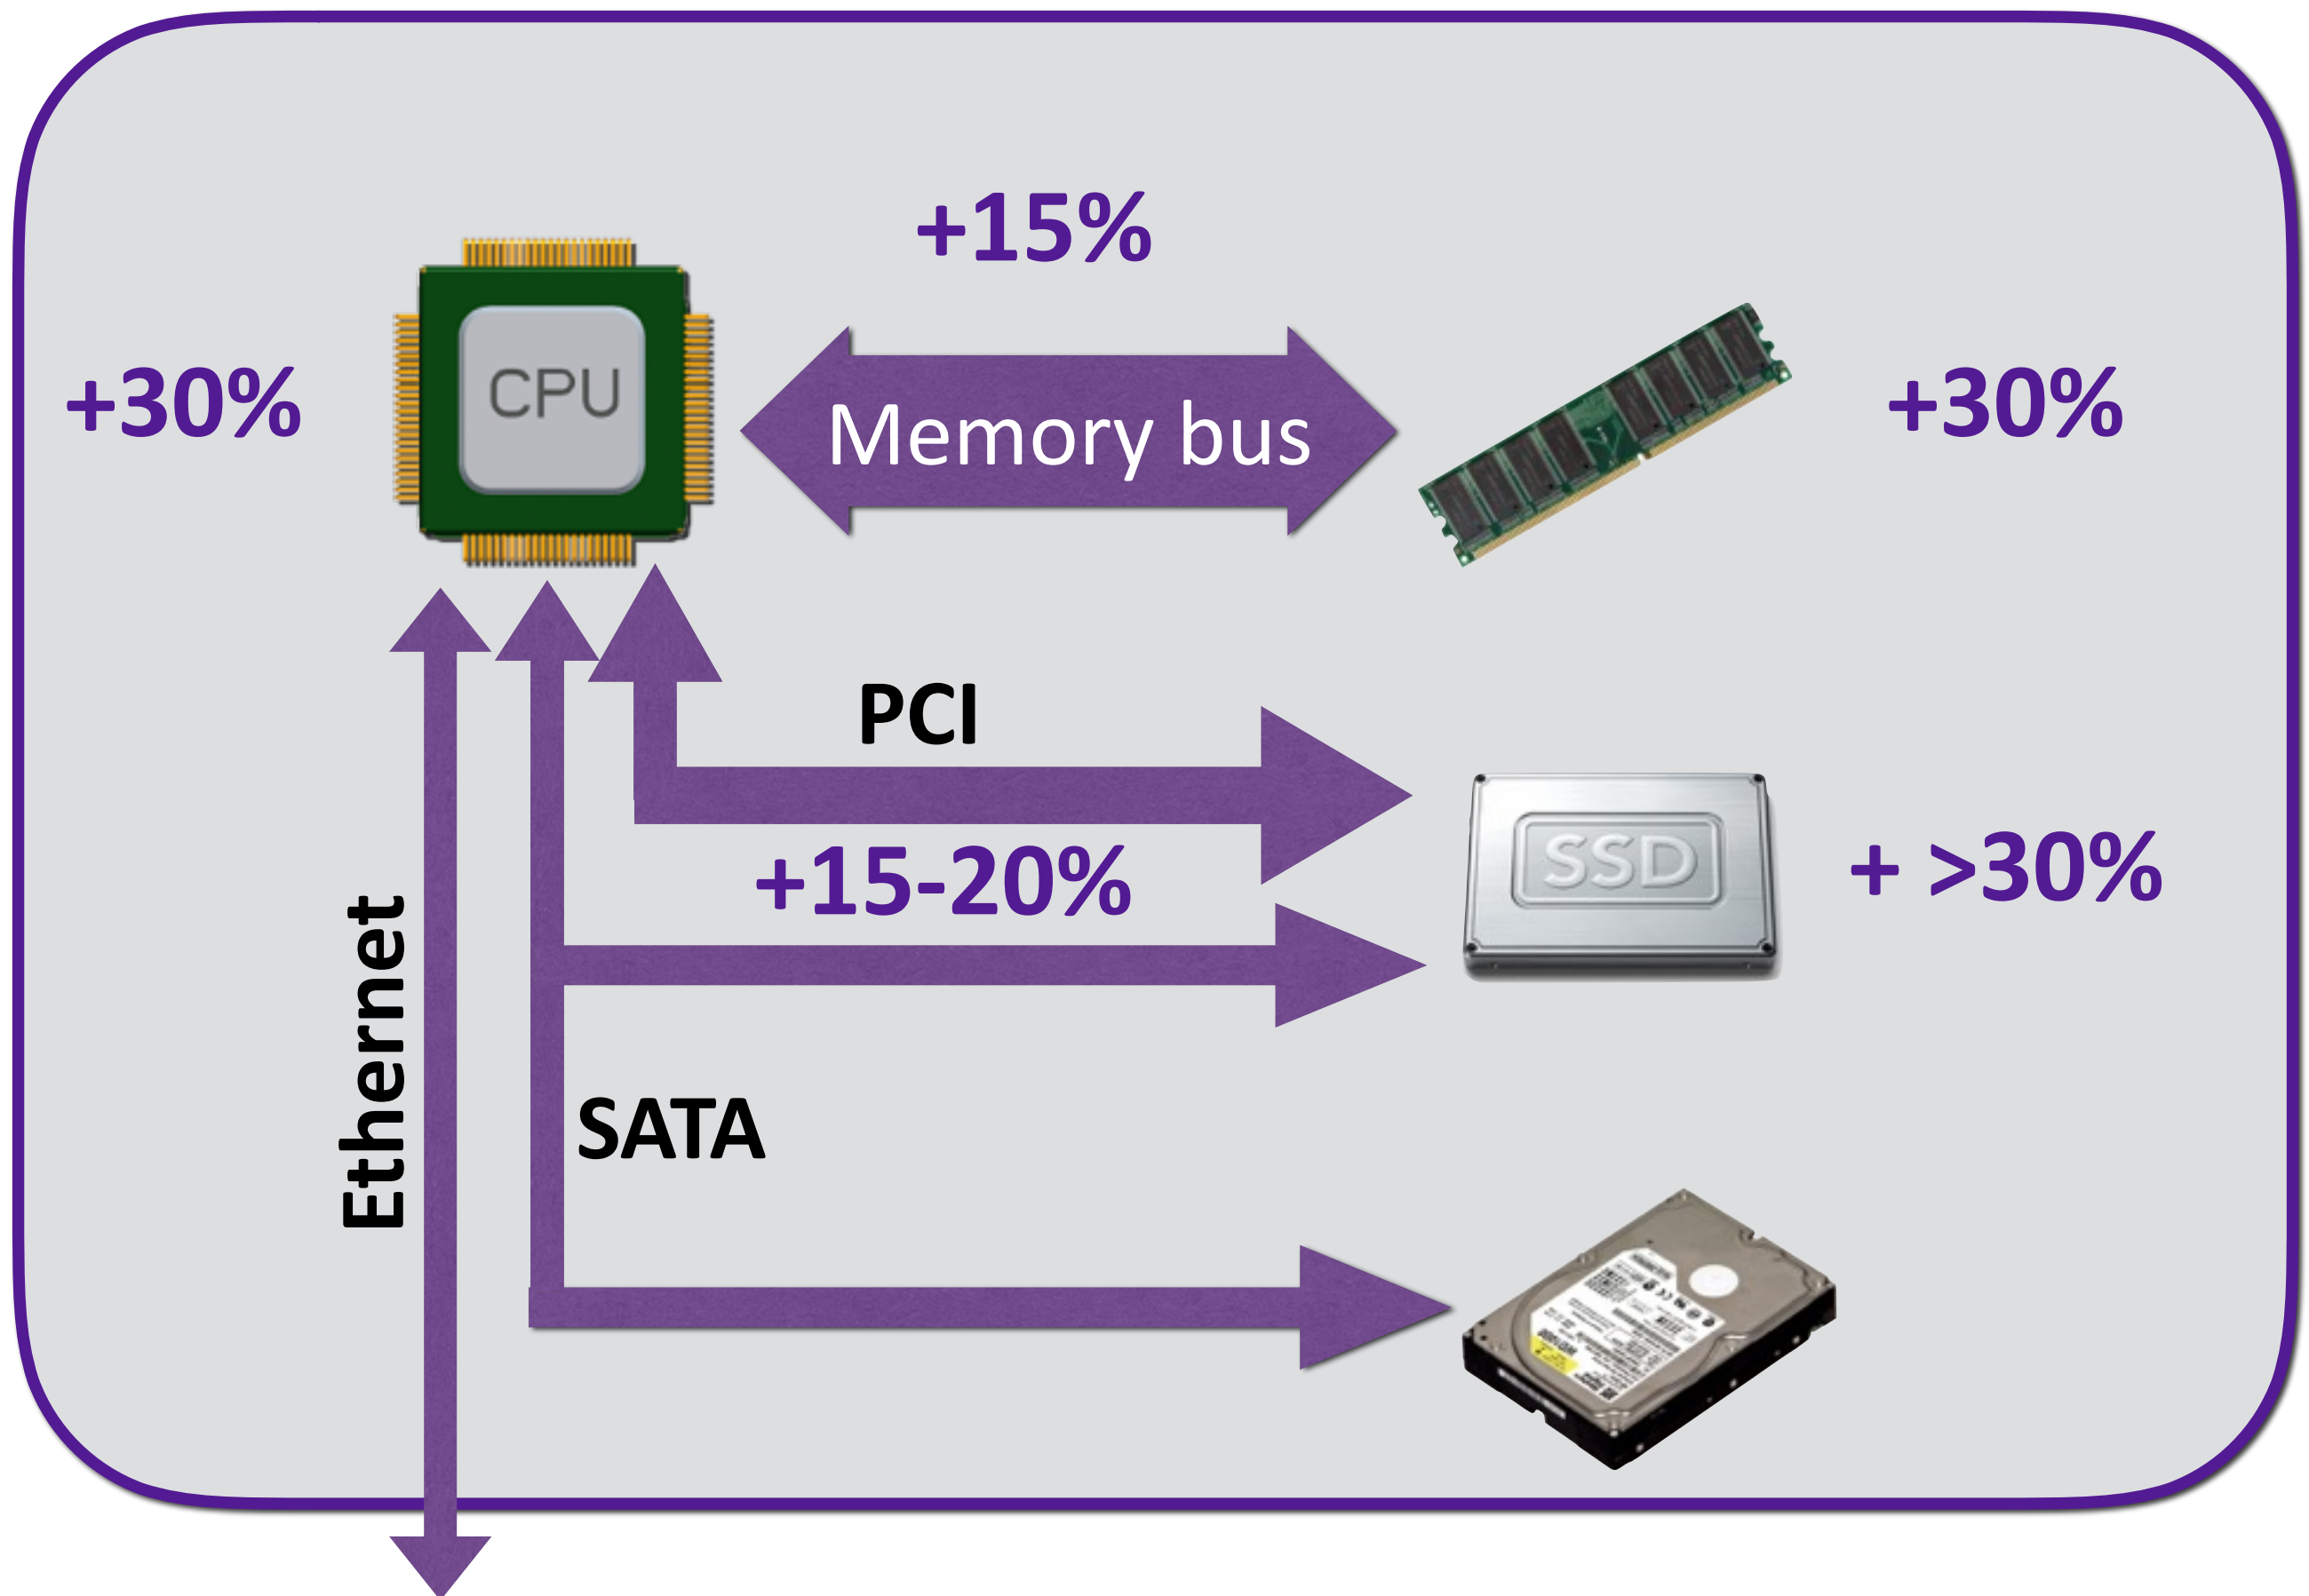 +15%
+30%
CPU
Memory bus
+30%
PCI
+15-20%
SSD
+ >30%
Ethernet
SATA